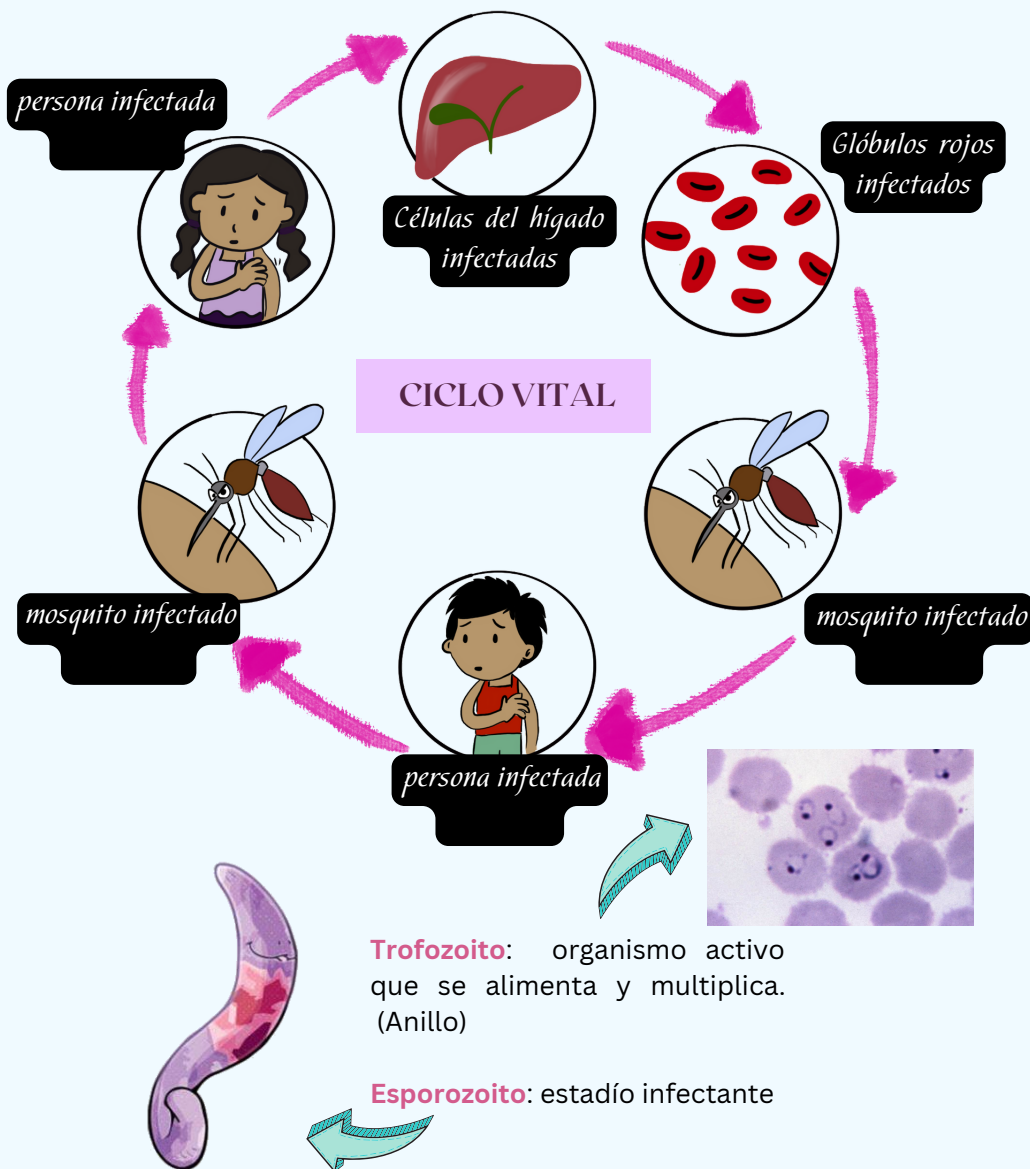 persona infectada
Células del hígado
infectadas
Glóbulos rojos
infectados
CICLO VITAL
mosquito infectado
mosquito infectado
persona infectada
Trofozoito: organismo activo
que se alimenta y multiplica.
(Anillo)
Esporozoito: estadío infectante